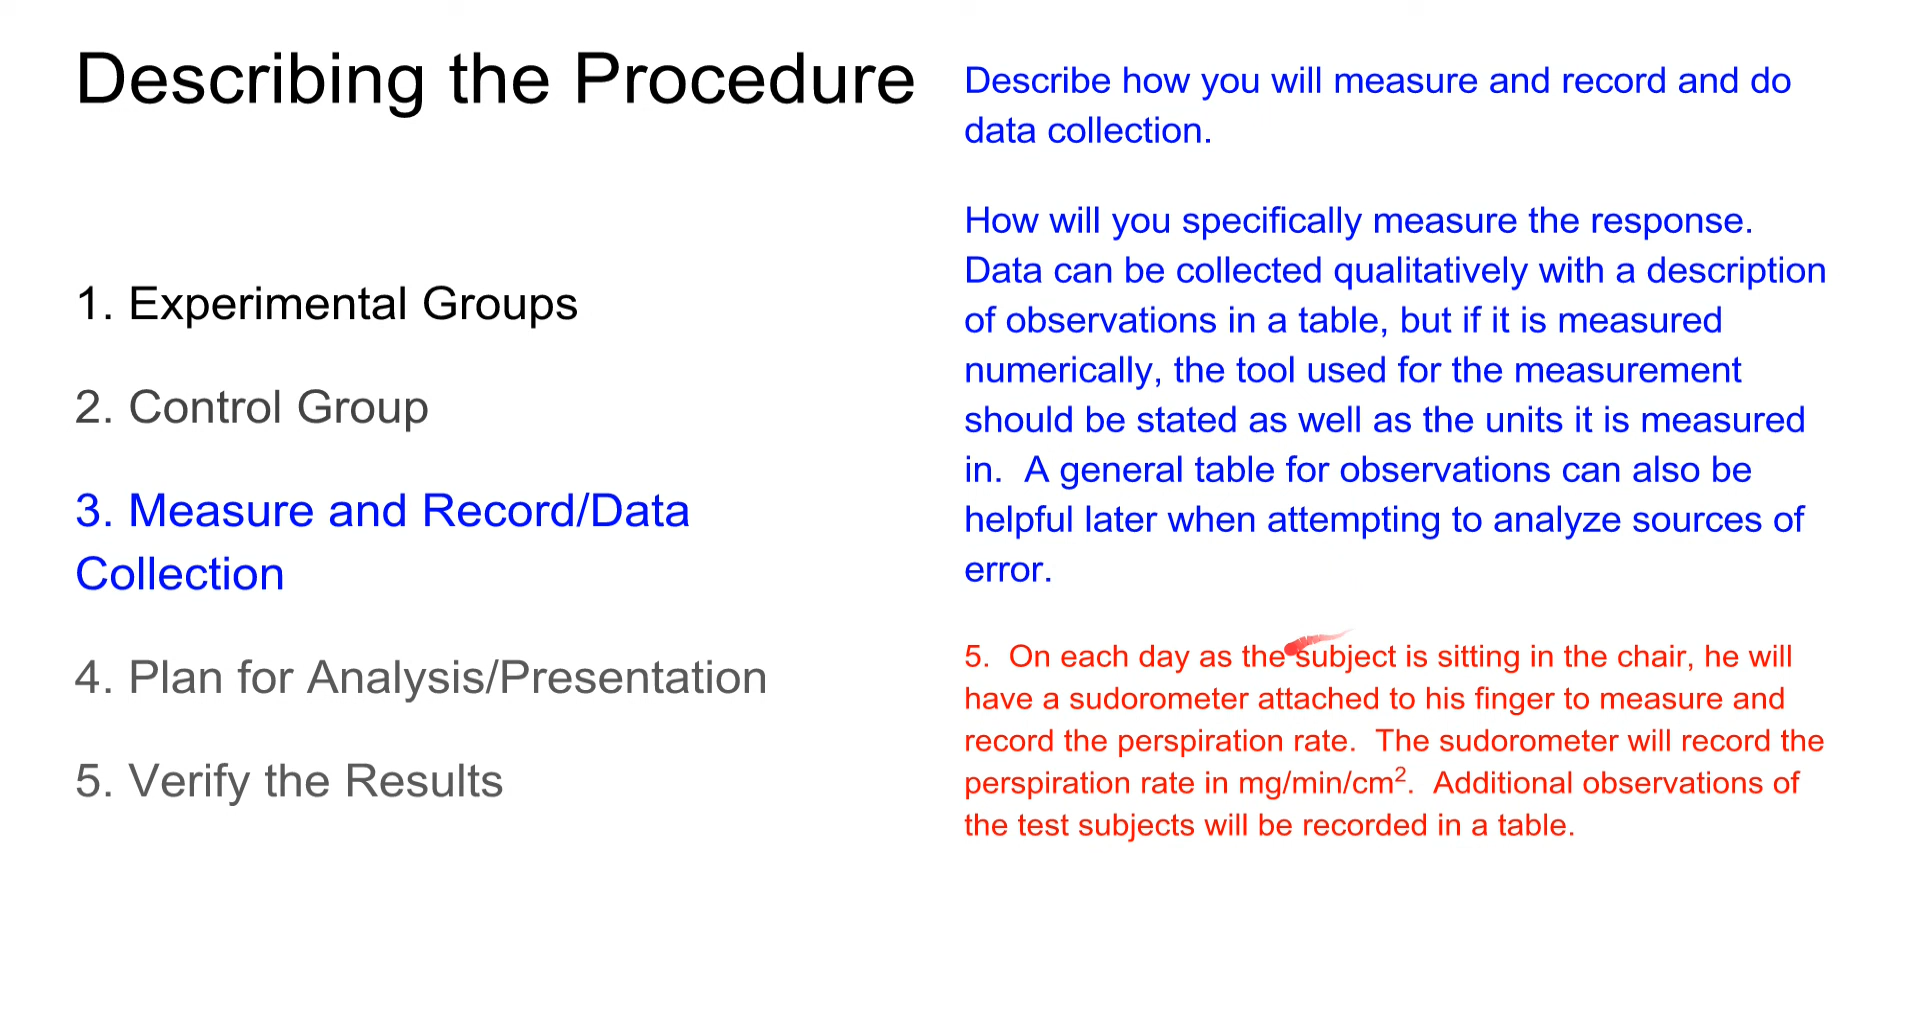 Describing the Procedure
1. Experimental Groups
2. Control Group
3. Measure and Record/Data
Collection
4. Plan for Analysis/Presentation
5. Verify the Results
Describe how you will measure and record and do
data collection.
How will you specifically measure the response.
Data can be collected qualitatively with a description
of observations in a table, but if it is measured
numerically, the tool used for the measurement
should be stated as well as the units it is measured
in.  A general table for observations can also be
helpful later when attempting to analyze sources of
error.
5.  On each day as the subject is sitting in the chair, he will
have a sudorometer attached to his finger to measure and
record the perspiration rate.  The sudorometer will record the
perspiration rate in mg/min/cm².  Additional observations of
the test subjects will be recorded in a table.